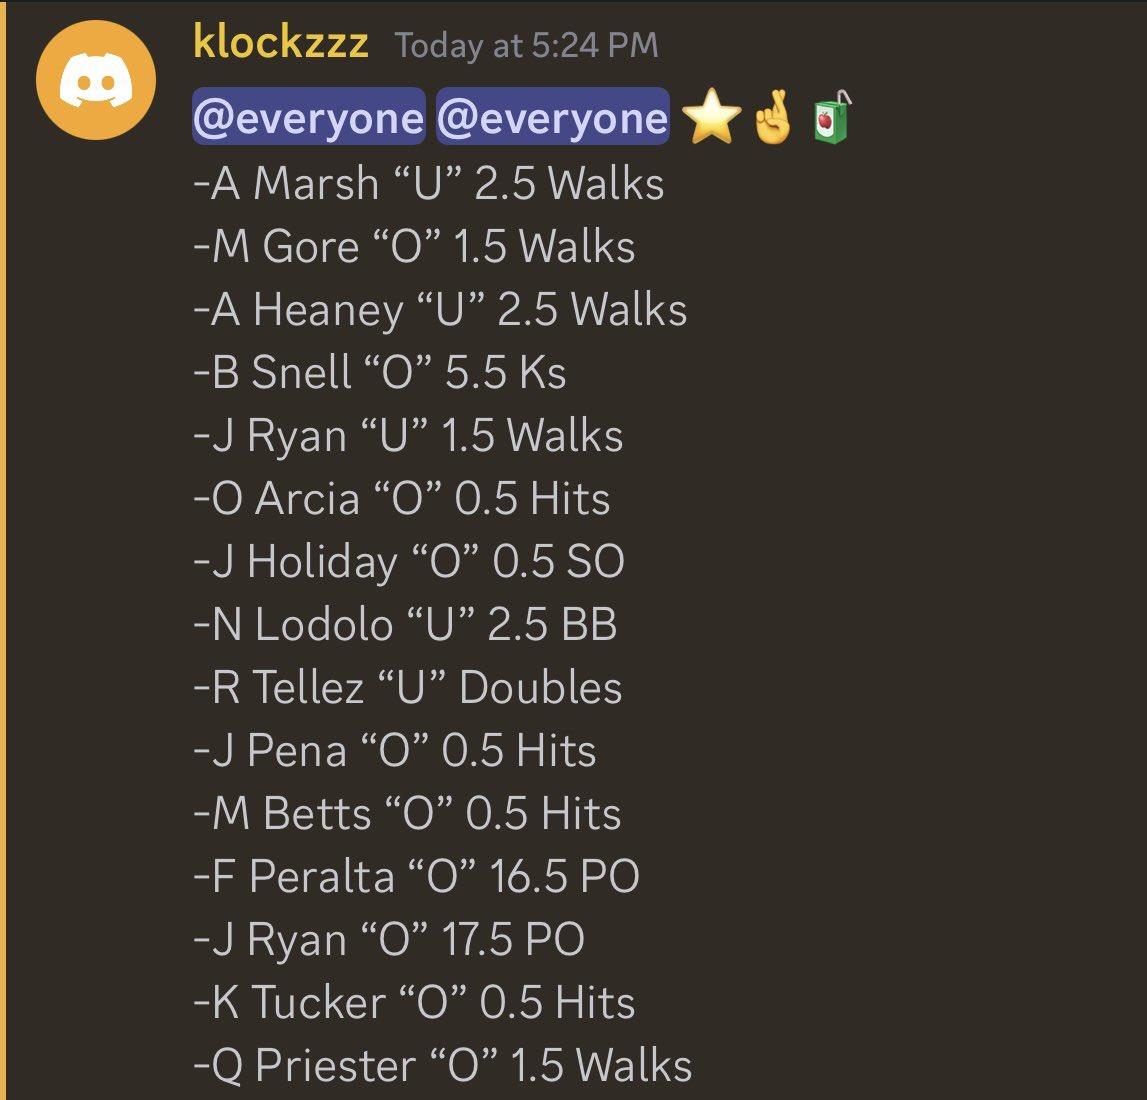 klockzzz Today at 5:24 PM
@everyone @everyone ⭐🤞🧃
-A Marsh “U” 2.5 Walks
-M Gore “O” 1.5 Walks
-A Heaney “U” 2.5 Walks
-B Snell “O” 5.5 Ks
-J Ryan “U” 1.5 Walks
-O Arcia “O” 0.5 Hits
-J Holiday “O” 0.5 SO
-N Lodolo “U” 2.5 BB
-R Tellez “U” Doubles
-J Pena “O” 0.5 Hits
-M Betts “O” 0.5 Hits
-F Peralta “O” 16.5 PO
-J Ryan “O” 17.5 PO
-K Tucker “O” 0.5 Hits
-Q Priester “O” 1.5 Walks